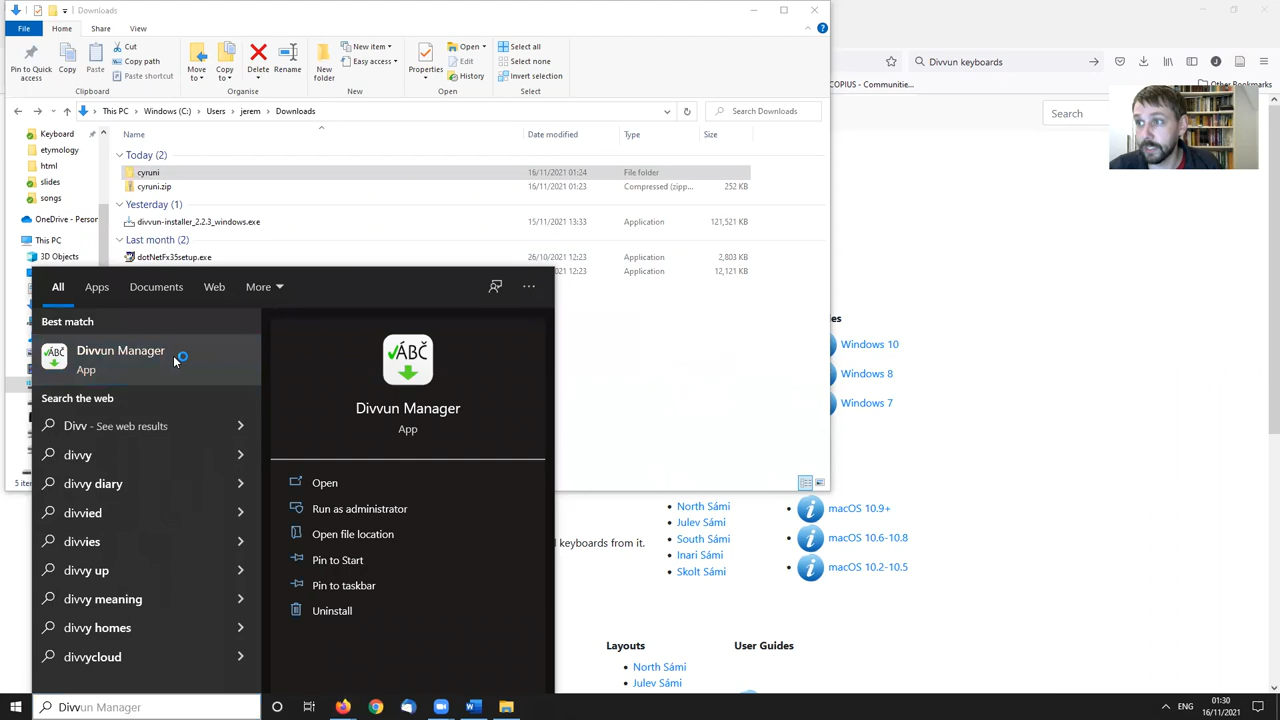 Downloads
File
Home
Share
View
Pin to Quick access
Copy
Paste
Cut
Copy path
Paste shortcut
Clipboard
Move to
Copy to
Delete
Rename
Organise
New folder
New item
Easy access
New
Properties
Open
Edit
History
Open
Select all
Select none
Invert selection
Select
This PC
Windows (C:)
Users
jerem
Downloads
Search Downloads
Divvun keyboards
COPIUS - Communitie...
Other Bookmarks
Search
Keyboard
etymology
html
slides
songs
OneDrive - Person
This PC
3D Objects
Name
Date modified
Type
Size
Today (2)
cyruni
16/11/2021 01:24
File folder
cyruni.zip
16/11/2021 01:23
Compressed (zipp...
252 KB
Yesterday (1)
divvun-installer_2.2.3_windows.exe
15/11/2021 13:33
Application
121,521 KB
Last month (2)
dotNetFx35setup.exe
26/10/2021 12:23
Application
2,803 KB
12:23
Application
12,121 KB
All
Apps
Documents
Web
More
Best match
ÁBČ
Divvun Manager
App
Search the web
Divv - See web results
divvy
divvy diary
divvied
divvies
divvy up
divvy meaning
divvy homes
divvycloud
ÁBČ
Divvun Manager
App
Open
Run as administrator
Open file location
Pin to Start
Pin to taskbar
Uninstall
5 ite
es
Windows 10
Windows 8
Windows 7
keyboards from it.
North Sámi
Julev Sámi
South Sámi
Inari Sámi
Skolt Sámi
macOS 10.9+
macOS 10.6-10.8
macOS 10.2-10.5
Layouts
User Guides
North Sámi
Julev Sámi
Divvun Manager
ENG
01:30
16/11/2021